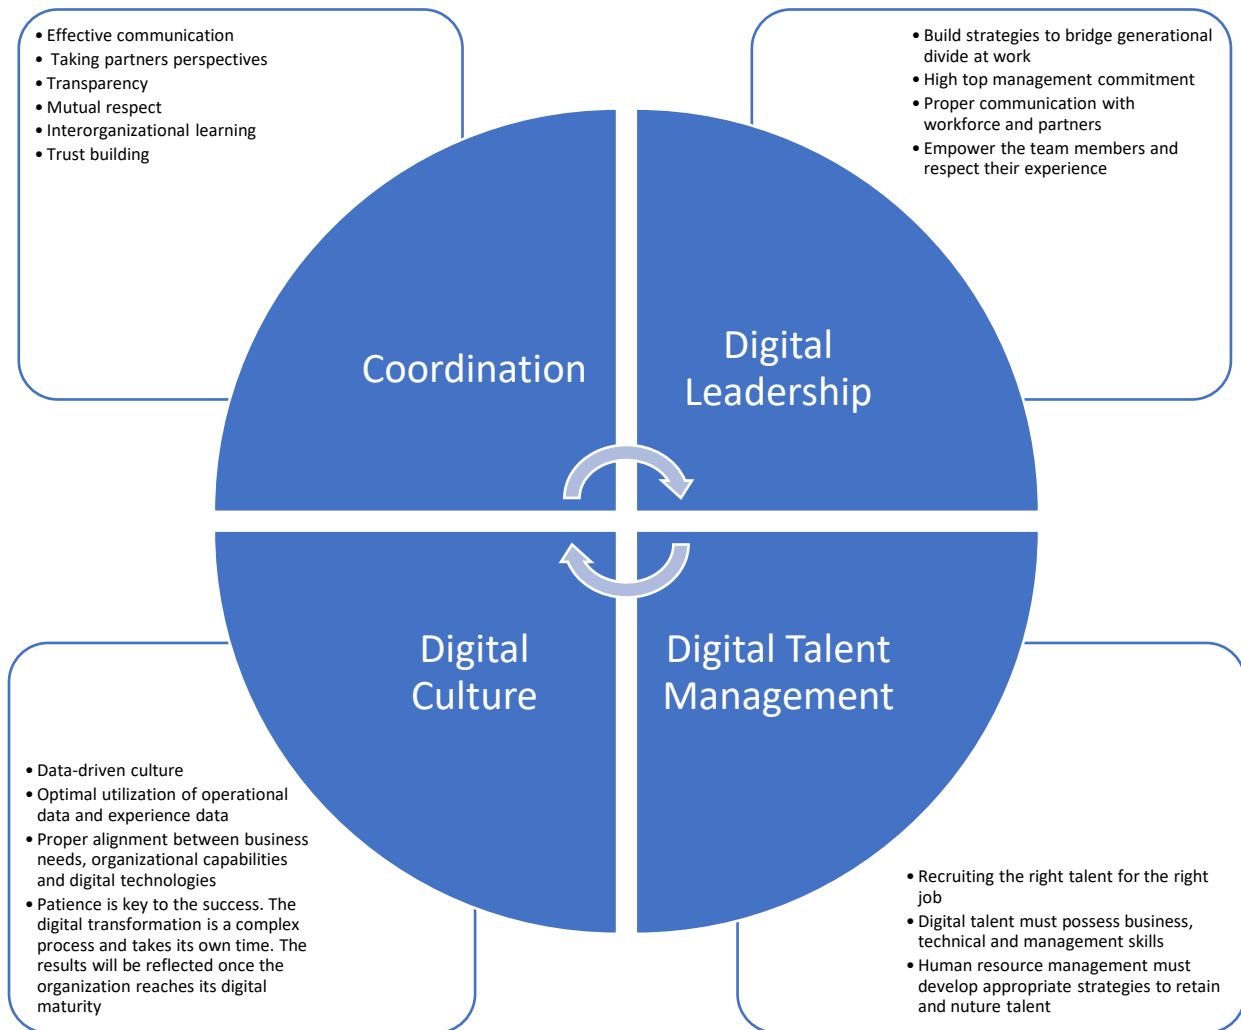 • Effective communication
• Taking partners perspectives
• Transparency
• Mutual respect
• Interorganizational learning
• Trust building
• Build strategies to bridge generational
divide at work
• High top management commitment
• Proper communication with
workforce and partners
• Empower the team members and
respect their experience
Coordination
Digital
Leadership
Digital
Culture
Digital Talent
Management
• Data-driven culture
• Optimal utilization of operational
data and experience data
• Proper alignment between business
needs, organizational capabilities
and digital technologies
• Patience is key to the success. The
digital transformation is a complex
process and takes its own time. The
results will be reflected once the
organization reaches its digital
maturity
• Recruiting the right talent for the right
job
• Digital talent must possess business,
technical and management skills
• Human resource management must
develop appropriate strategies to retain
and nuture talent